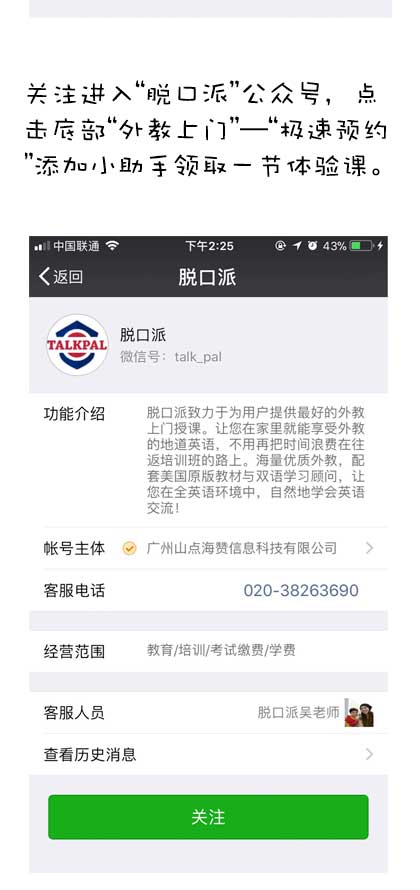 关注进入“脱口派”公众号，点
击底部“外教上门”—“极速预约
”添加小助手领取一节体验课。
中国联通 下午2:25 43%
返回 脱口派
TALKPAL
脱口派
微信号：talk_pal
功能介绍 脱口派致力于为用户提供最好的外教
上门授课。让您在家里就能享受外教
的地道英语，不用再把时间浪费在往
返培训班的路上。海量优质外教，配
套美国原版教材与双语学习顾问，让
您在全英语环境中，自然地学会英语
交流！
帐号主体 广州山点海赞信息科技有限公司
客服电话 020-38263690
经营范围 教育/培训/考试缴费/学费
客服人员 脱口派吴老师
查看历史消息
关注